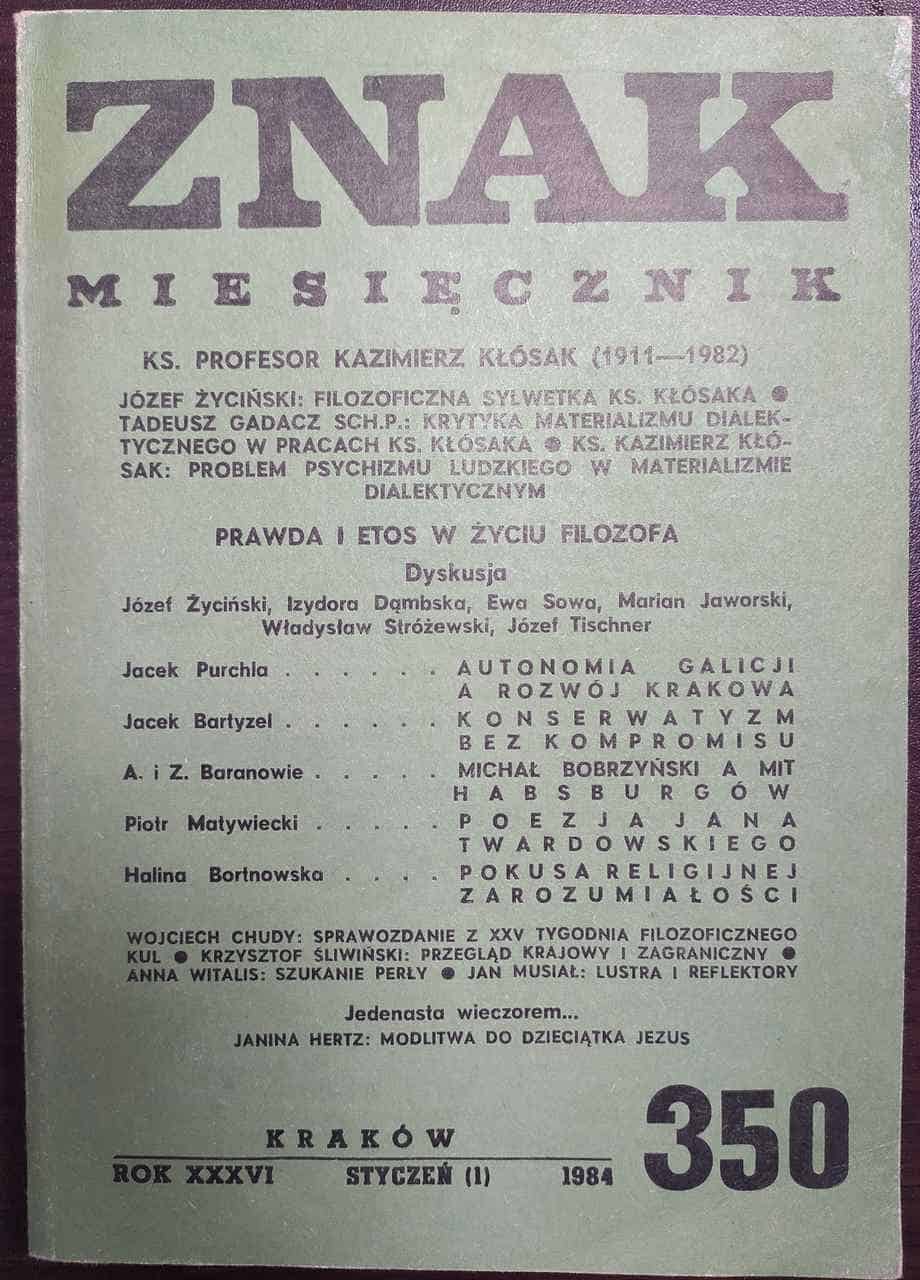 ZNAK
MIESIĘCZNIK
KS. PROFESOR KAZIMIERZ KŁÓSAK (1911—1982)
JÓZEF ŻYCIŃSKI: FILOZOFICZNA SYLWETKA KS. KŁÓSAKA ●
TADEUSZ GADACZ SCH.P.: KRYTYKA MATERIALIZMU DIALEK-
TYCZNEGO W PRACACH KS. KŁÓSAKA ● KS. KAZIMIERZ KŁÓ-
SAK: PROBLEM PSYCHIZMU LUDZKIEGO W MATERIALIZMIE
DIALEKTYCZNYM
PRAWDA I ETOS W ŻYCIU FILOZOFA
Dyskusja
Józef Życiński, Izydora Dąmbska, Ewa Sowa, Marian Jaworski,
Władysław Stróżewski, Józef Tischner
Jacek Purchla . . . . . . . AUTONOMIA GALICJI
A ROZWÓJ KRAKOWA
Jacek Bartyzel . . . . . . . KONSERWATYZM
BEZ KOMPROMISU
A. i Z. Baranowie . . . . . MICHAŁ BOBRZYŃSKI A MIT
HABSBURGÓW
Piotr Matywiecki . . . . . POEZJA JANA
TWARDOWSKIEGO
Halina Bortnowska . . . . POKUSA RELIGIJNEJ
ZAROZUMIAŁOŚCI
WOJCIECH CHUDY: SPRAWOZDANIE Z XXV TYGODNIA FILOZOFICZNEGO
KUL ● KRZYSZTOF ŚLIWIŃSKI: PRZEGLĄD KRAJOWY I ZAGRANICZNY ●
ANNA WITALIS: SZUKANIE PERŁY ● JAN MUSIAŁ: LUSTRA I REFLEKTORY
Jedenasta wieczorem...
JANINA HERTZ: MODLITWA DO DZIECIĄTKA JEZUS
KRAKÓW
ROK XXXVI STYCZEŃ (1) 1984
350